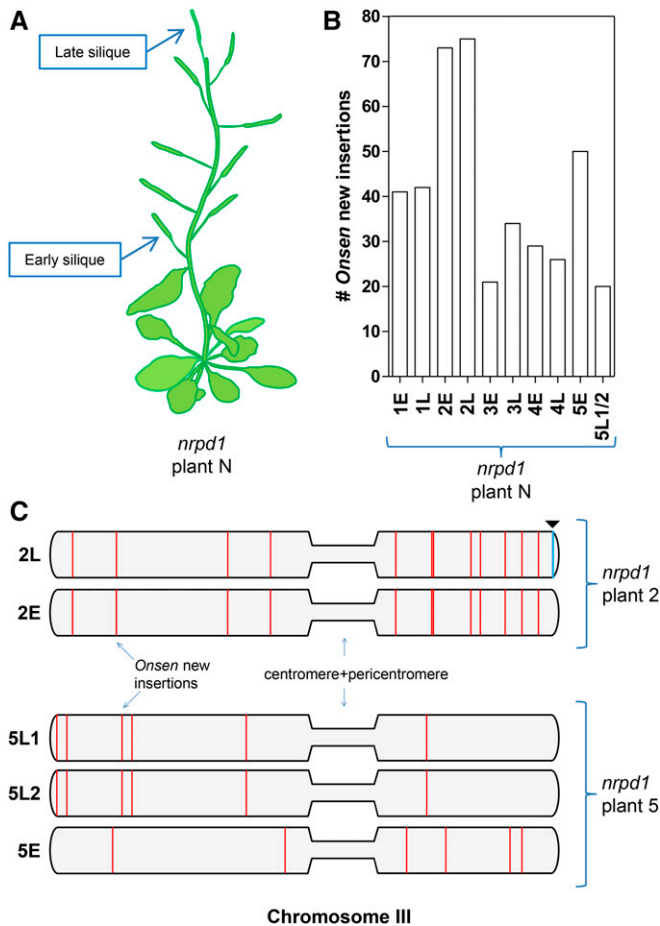 A
Late silique
Early silique
nrpd1
plant N
B
# Onsen new insertions
80
70
60
50
40
30
20
10
0
1E
1L
2E
2L
3E
3L
4E
4L
5E
5L1/2
nrpd1
plant N
C
2L
2E
nrpd1
plant 2
Onsen new
insertions
centromere+pericentromere
5L1
5L2
5E
nrpd1
plant 5
Chromosome III